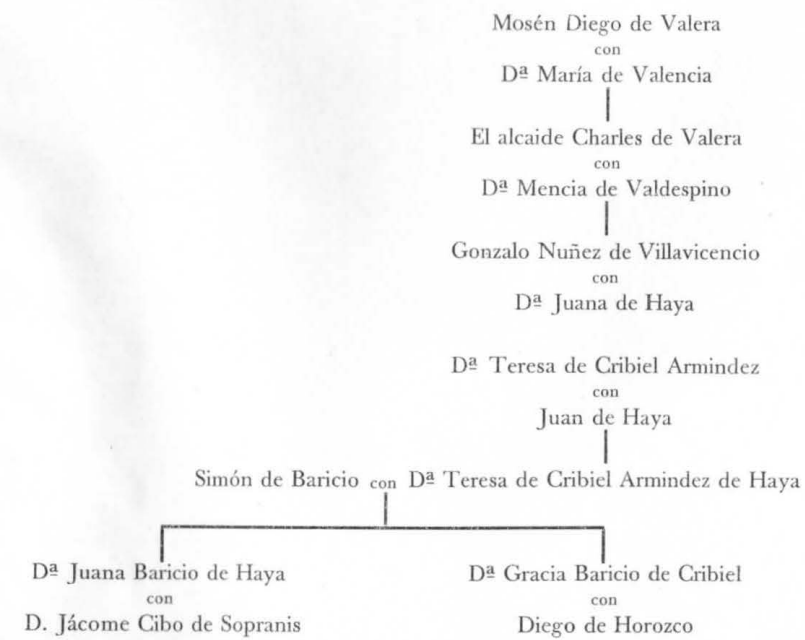 Mosén Diego de Valera
con
Dª María de Valencia
El alcaide Charles de Valera
con
Dª Mencia de Valdespino
Gonzalo Nuñez de Villavicencio
con
Dª Juana de Haya
Dª Teresa de Cribiel Armindez
con
Juan de Haya
Simón de Baricio con Dª Teresa de Cribiel Armindez de Haya
Dª Juana Baricio de Haya
con
D. Jácome Cibo de Sopranis
Dª Gracia Baricio de Cribiel
con
Diego de Horozco